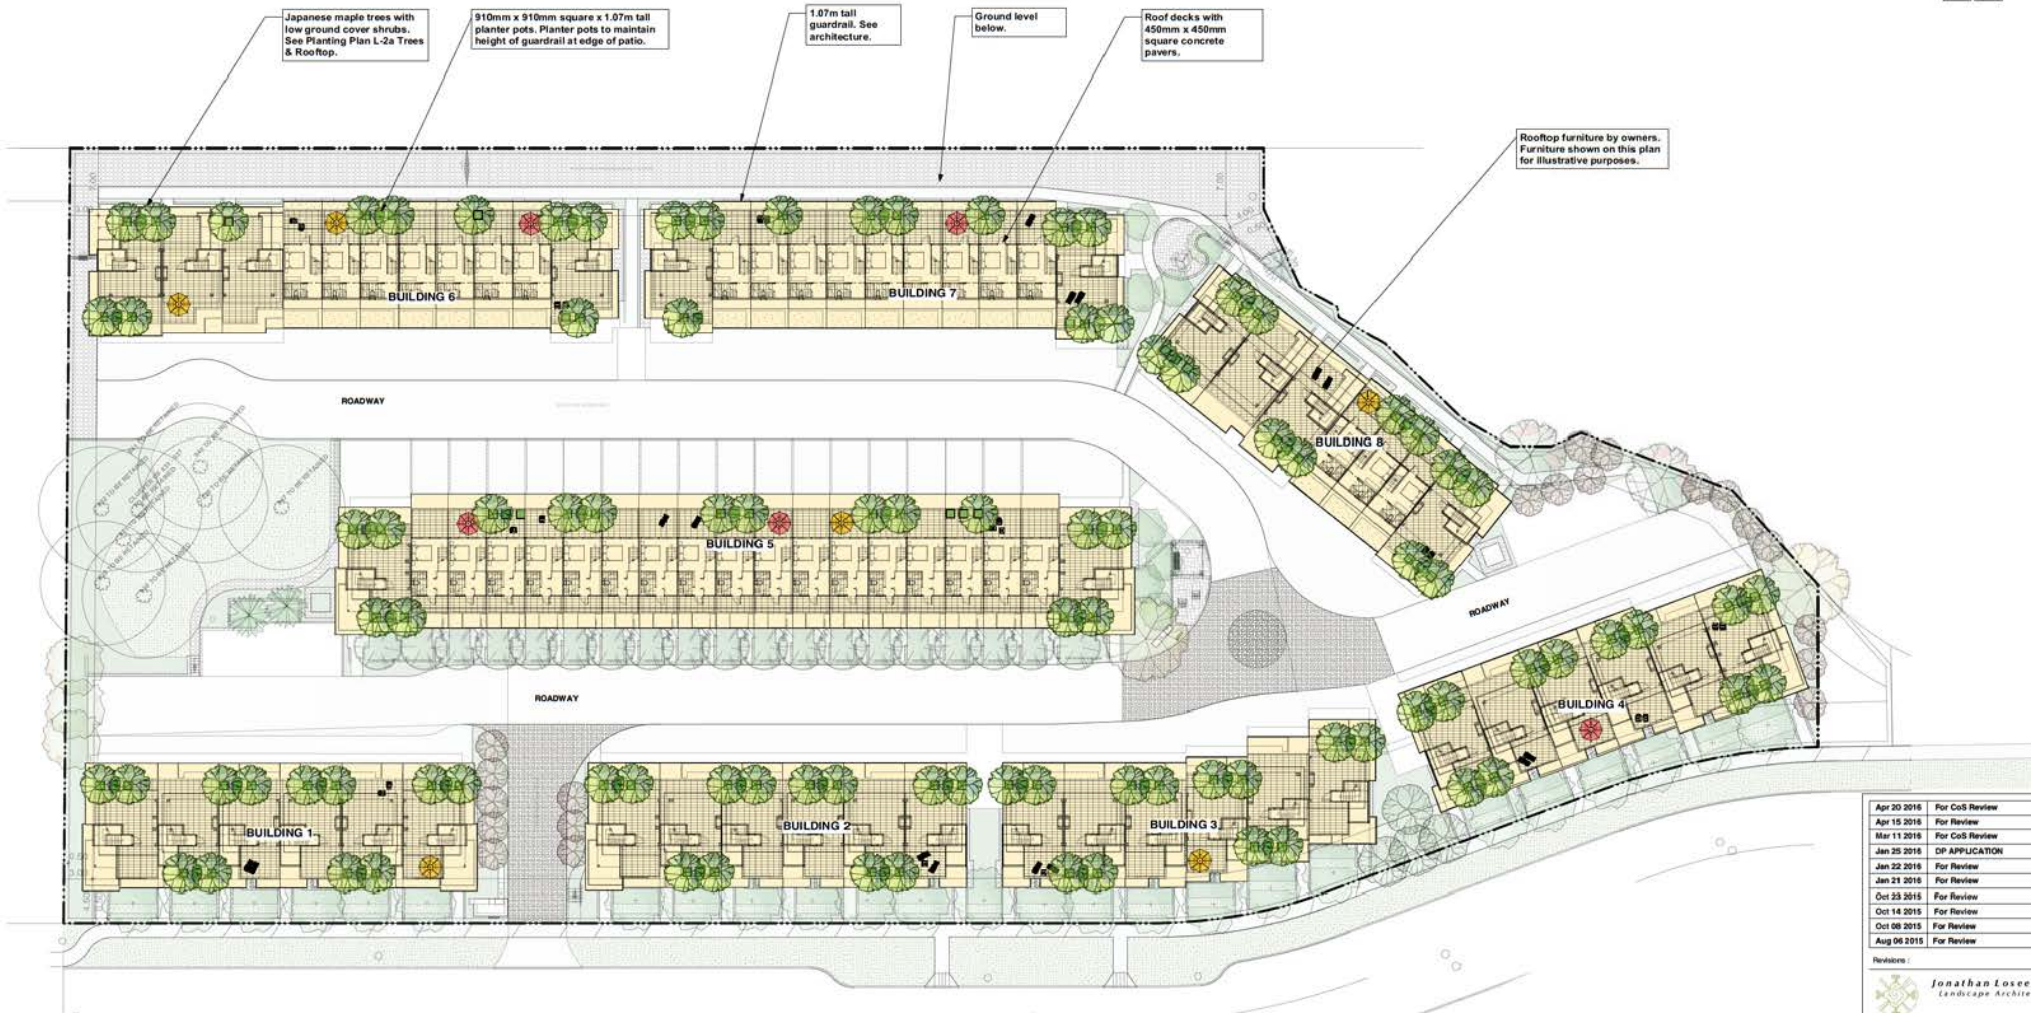 Japanese maple trees with
low ground cover shrubs.
See Planting Plan L-2a Trees
& Rooftop.
910mm x 910mm square x 1.07m tall
planter pots. Planter pots to maintain
height of guardrail at edge of patio.
1.07m tall
guardrail. See
architecture.
Ground level
below.
Roof decks with
450mm x 450mm
square concrete
pavers.
Rooftop furniture by owners.
Furniture shown on this plan
for illustrative purposes.
7.00
7.00
4.00
BUILDING 6
BUILDING 7
ROADWAY
BUILDING 8
BUILDING 5
ROADWAY
ROADWAY
BUILDING 4
BUILDING 1
BUILDING 2
BUILDING 3
Apr 20 2016 For CoS Review
Apr 15 2016 For Review
Mar 11 2016 For CoS Review
Jan 25 2016 DP APPLICATION
Jan 22 2016 For Review
Jan 21 2016 For Review
Oct 23 2015 For Review
Oct 14 2015 For Review
Oct 08 2015 For Review
Aug 06 2015 For Review
Revisions :
Jonathan Losee
Landscape Archite